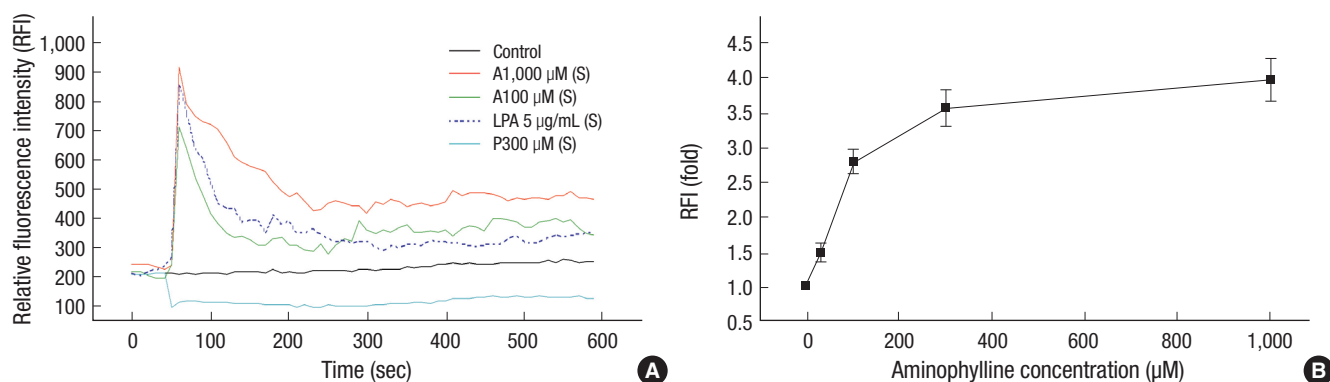 Relative fluorescence intensity (RFI)
1,000
900
800
700
600
500
400
300
200
100
0 100 200 300 400 500 600
Time (sec)
Control
A1,000 µM (S)
A100 µM (S)
LPA 5 µg/mL (S)
P300 µM (S)
A
RFI (fold)
4.5
4.0
3.5
3.0
2.5
2.0
1.5
1.0
0.5
0 200 400 600 800 1,000
Aminophylline concentration (µM)
B